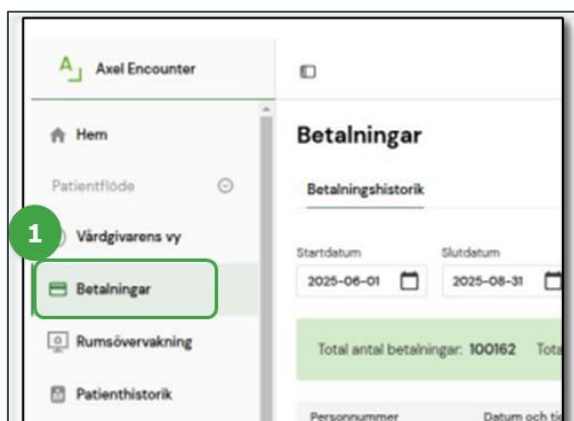 Axel Encounter
Hem
Patientflöde
1
Vårdgivarens vy
Betalningar
Rumsövervakning
Patienthistorik
Betalningar
Betalningshistorik
Startdatum
Slutdatum
2025-06-01
2025-08-31
Total antal betalningar: 100162
Personnummer
Datum och